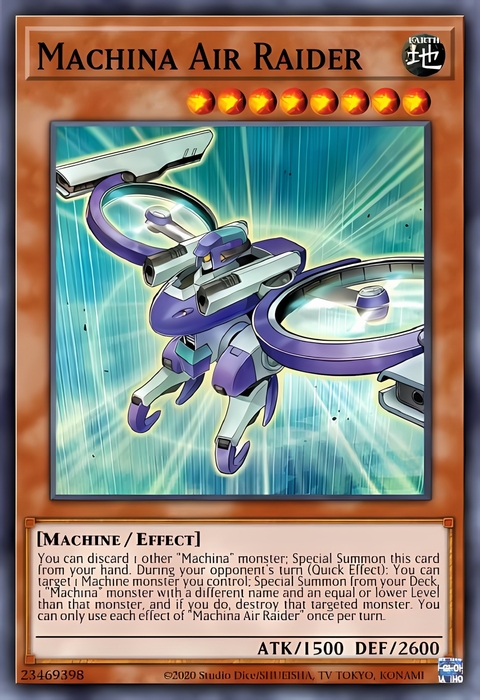 MACHINA AIR RAIDER
EARTH
地
[MACHINE / EFFECT]
You can discard 1 other "Machina" monster; Special Summon this card
from your hand. During your opponent's turn (Quick Effect): You can
target 1 Machine monster you control; Special Summon from your Deck,
1 "Machina" monster with a different name and an equal or lower Level
than that monster, and if you do, destroy that targeted monster. You
can only use each effect of "Machina Air Raider" once per turn.
ATK/1500 DEF/2600
23469398
©2020 Studio Dice/SHUEISHA, TV TOKYO, KONAMI